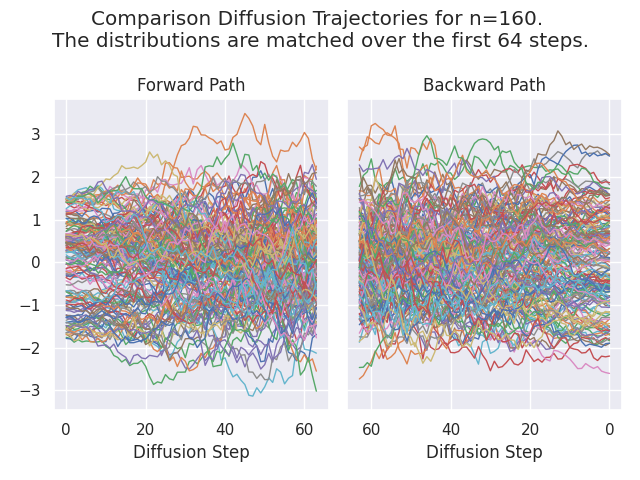 Comparison Diffusion Trajectories for n=160.
The distributions are matched over the first 64 steps.
Forward Path
Backward Path
3
2
1
0
−1
−2
−3
0 20 40 60
60 40 20 0
Diffusion Step
Diffusion Step